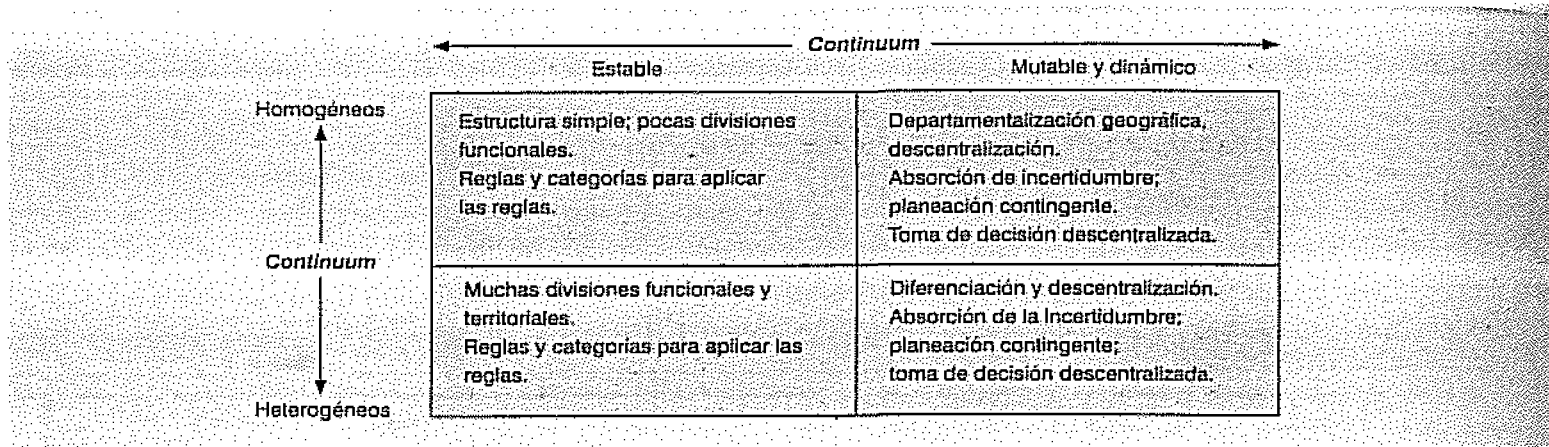 Continuum
Estable
Mutable y dinámico
Homogéneos
Estructura simple; pocas divisiones
funcionales.
Reglas y categorías para aplicar
las reglas.
Departamentalización geográfica,
descentralización.
Absorción de incertidumbre;
planeación contingente.
Toma de decisión descentralizada.
Continuum
Muchas divisiones funcionales y
territoriales.
Reglas y categorías para aplicar las
reglas.
Diferenciación y descentralización.
Absorción de la Incertidumbre;
planeación contingente;
toma de decisión descentralizada.
Heterogéneos